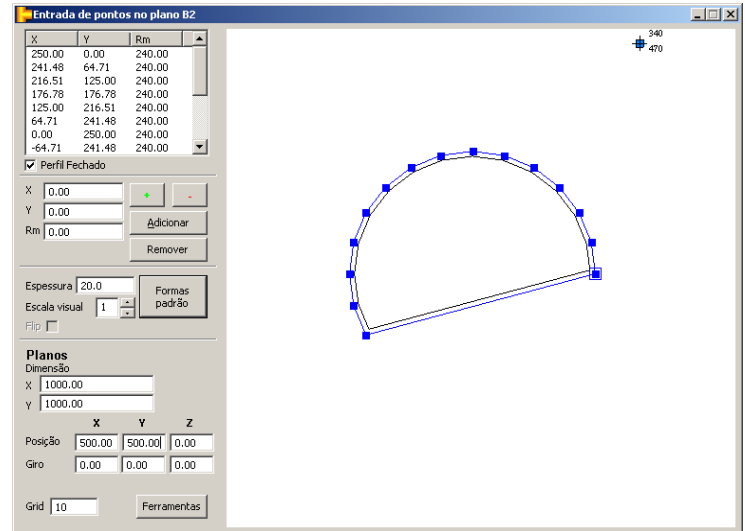 Entrada de pontos no plano B2
X Y Rm
250.00 0.00 240.00
241.48 64.71 240.00
216.51 125.00 240.00
176.78 176.78 240.00
125.00 216.51 240.00
64.71 241.48 240.00
0.00 250.00 240.00
-64.71 241.48 240.00
Perfil Fechado
X 0.00 + -
Y 0.00 Adicionar
Rm 0.00
Remover
Espessura 20.0 Formas padrão
Escala visual 1
Flip
Planos
Dimensão
X 1000.00
Y 1000.00
X Y Z
Posição 500.00 500.00 0.00
Giro 0.00 0.00 0.00
Grid 10 Ferramentas
340
470